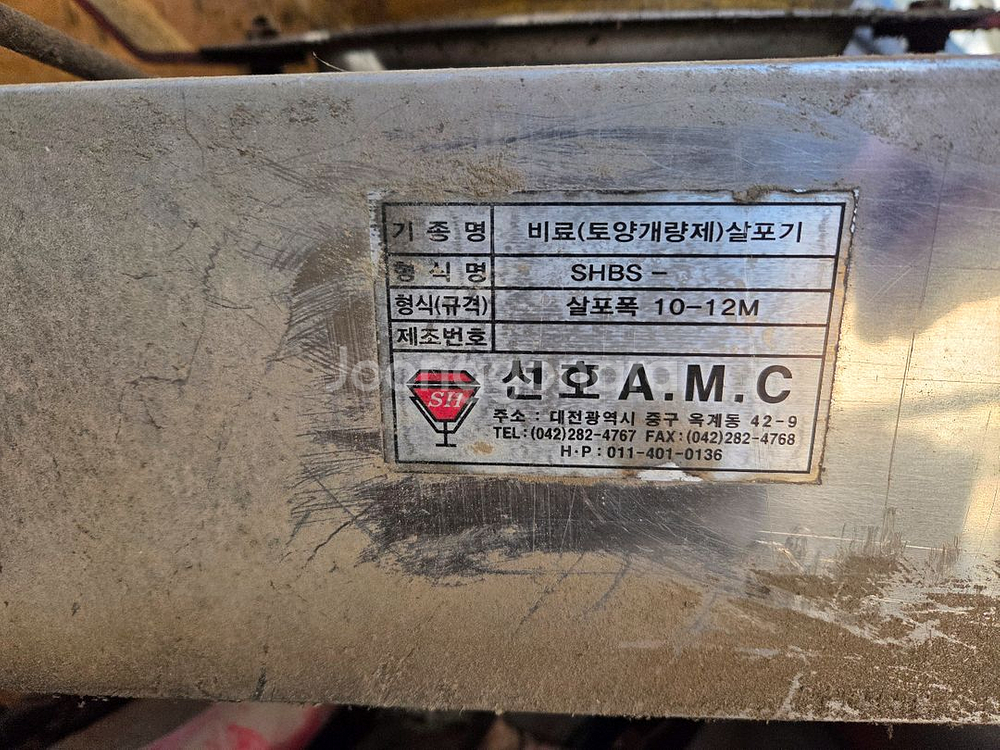 기 종 명 비료(토양개량제)살포기
형 식 명 SHBS -
형식(규격) 살포폭 10-12M
제조번호
SH
선호 A.M.C
주소 : 대전광역시 중구 옥계동 42-9
TEL:(042)282-4767 FAX:(042)282-4768
H·P : 011-401-0136